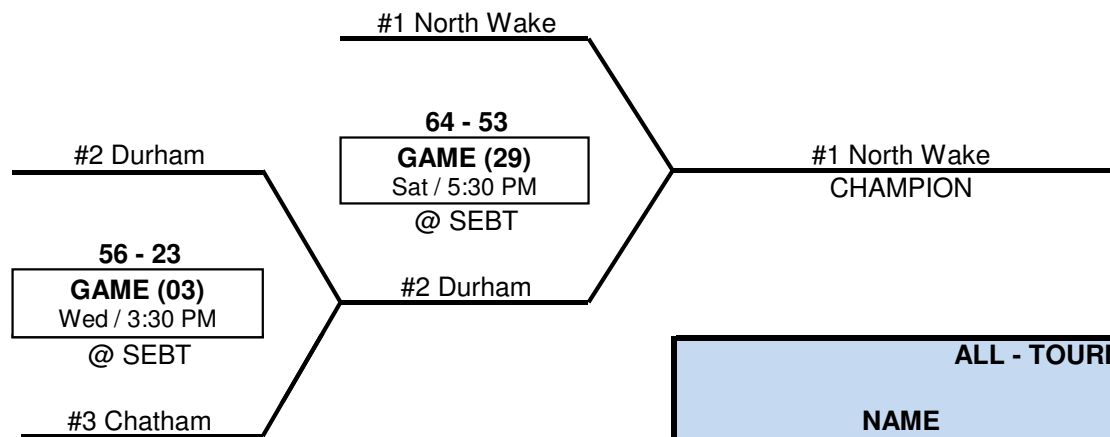 #1 North Wake
64 - 53
#2 Durham
GAME (29)
#1 North Wake
Sat / 5:30 PM
CHAMPION
@ SEBT
56 - 23
GAME (03)
#2 Durham
Wed / 3:30 PM
@ SEBT
ALL - TOUR
#3 Chatham
NAME